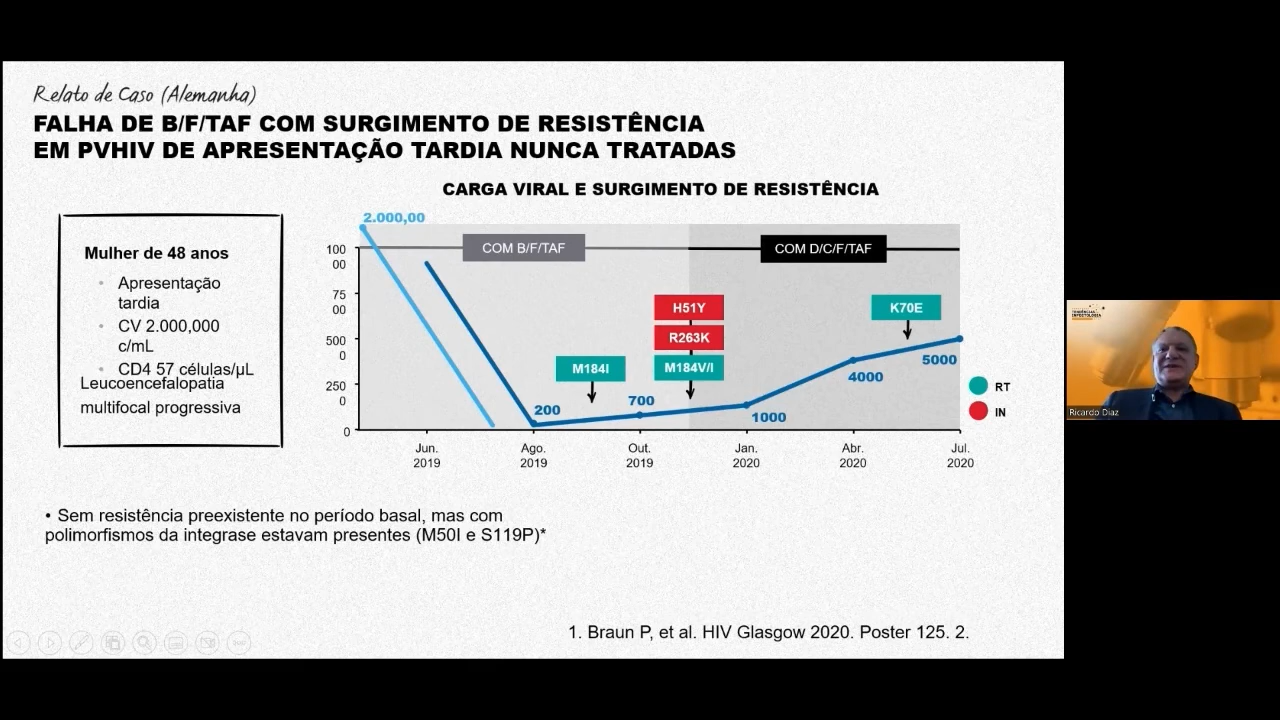 Relato de Caso (Alemanha)
FALHA DE B/F/TAF COM SURGIMENTO DE RESISTÊNCIA
EM PVHIV DE APRESENTAÇÃO TARDIA NUNCA TRATADAS
CARGA VIRAL E SURGIMENTO DE RESISTÊNCIA
Mulher de 48 anos
• Apresentação
tardia
• CV 2.000,000
c/mL
• CD4 57 células/µL
Leucoencefalopatia
multifocal progressiva
2.000,00
100
00
75
00
500
0
250
0
0
COM B/F/TAF
COM D/C/F/TAF
H51Y
R263K
M184V/I
M184I
K70E
200
700
1000
4000
5000
Jun.
2019
Ago.
2019
Out.
2019
Jan.
2020
Abr.
2020
Jul.
2020
RT
IN
• Sem resistência preexistente no período basal, mas com
polimorfismos da integrase estavam presentes (M50I e S119P)*
1. Braun P, et al. HIV Glasgow 2020. Poster 125. 2.
INFECTOLOGIA
Ricardo Diaz